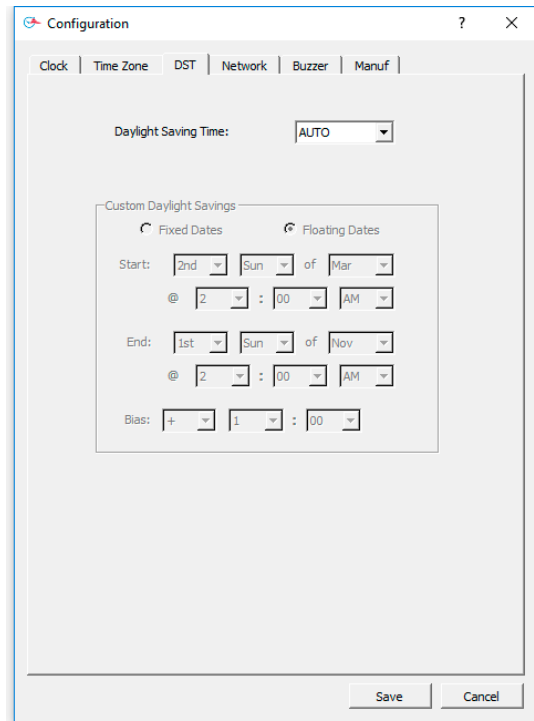 Configuration ? ×
Clock Time Zone DST Network Buzzer Manuf
Daylight Saving Time: AUTO
Custom Daylight Savings
Fixed Dates Floating Dates
Start: 2nd Sun of Mar
@ 2 : 00 AM
End: 1st Sun of Nov
@ 2 : 00 AM
Bias: + 1 : 00
Save Cancel